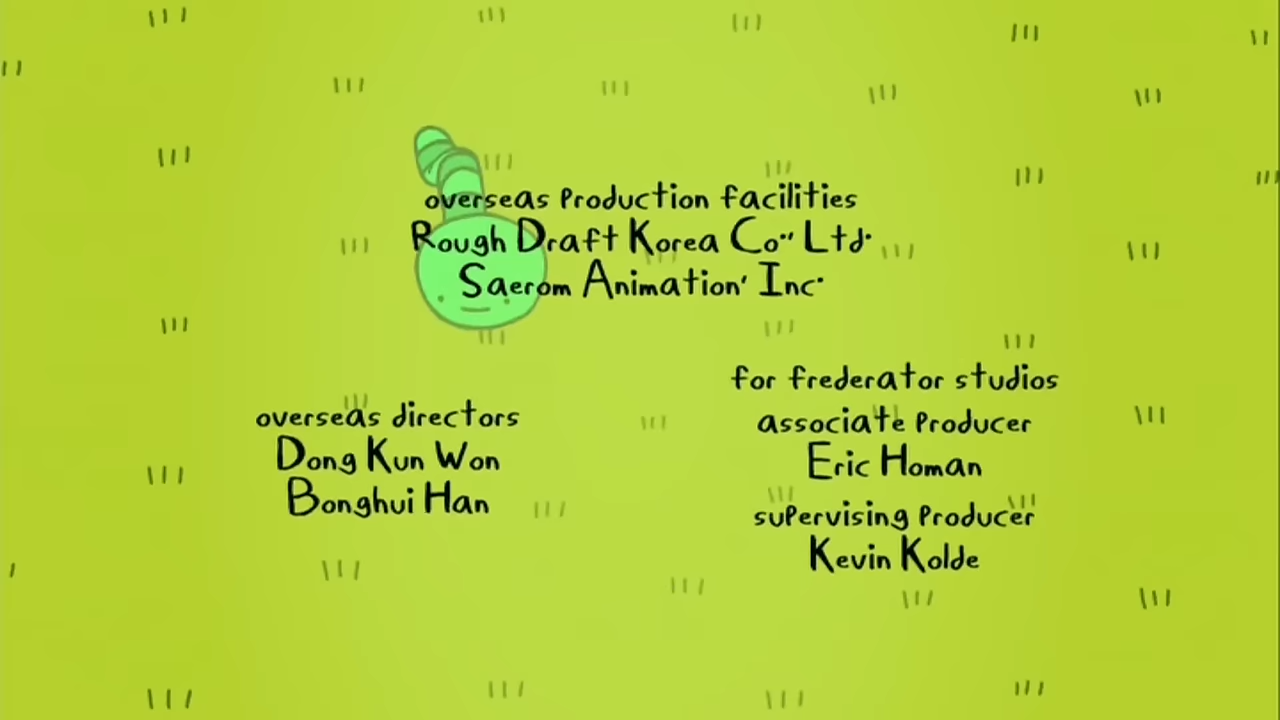 overseas Production facilities
Rough Draft Korea Co., Ltd.
Saerom Animation, Inc.
overseas directors
Dong Kun Won
Bonghui Han
for frederator studios
associate Producer
Eric Homan
supervising Producer
Kevin Kolde